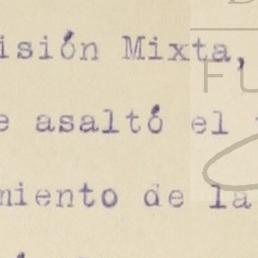 isión Mixta,
e asaltó el
miento de la